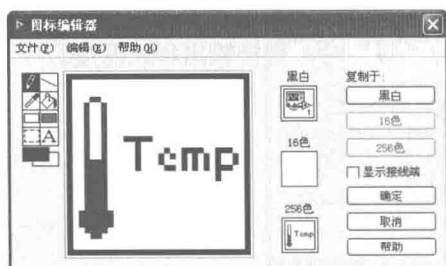 图标编辑器
文件(F) 编辑(E) 帮助(H)
A
Temp
黑白
16色
256色
Temp
复制于:
黑白
16色
256色
显示接线端
确定
取消
帮助